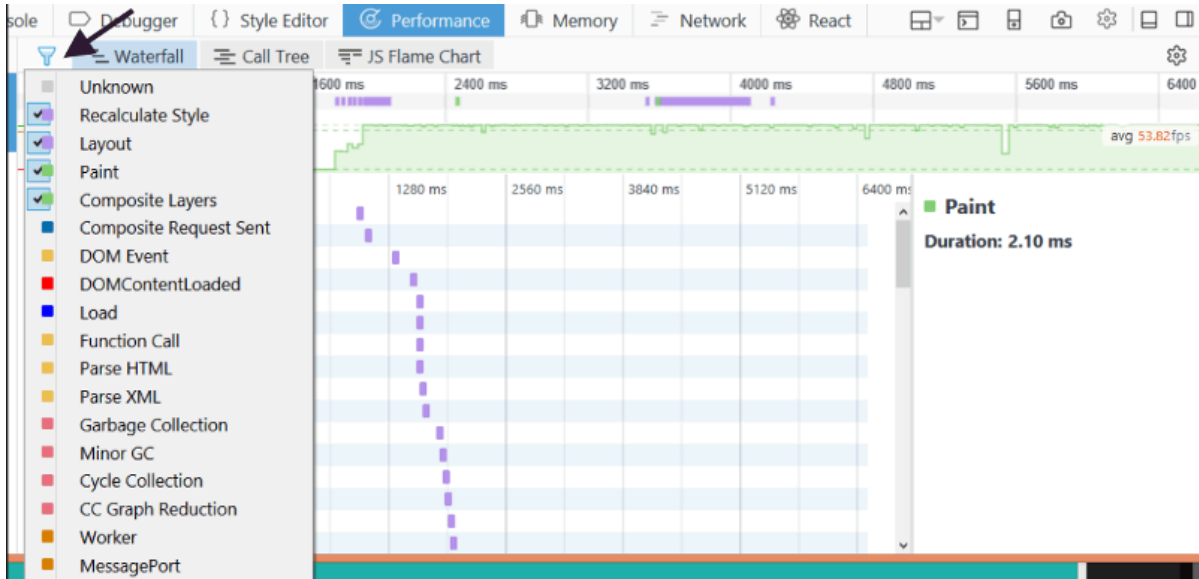 sole Debugger { } Style Editor Performance Memory Network React
Waterfall Call Tree JS Flame Chart
1600 ms 2400 ms 3200 ms 4000 ms 4800 ms 5600 ms 6400
avg 53.82fps
1280 ms 2560 ms 3840 ms 5120 ms 6400 ms
Unknown
Recalculate Style
Layout
Paint
Composite Layers
Composite Request Sent
DOM Event
DOMContentLoaded
Load
Function Call
Parse HTML
Parse XML
Garbage Collection
Minor GC
Cycle Collection
CC Graph Reduction
Worker
MessagePort
Paint
Duration: 2.10 ms